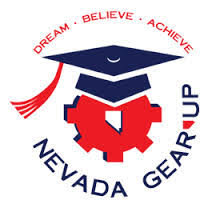 DREAM · BELIEVE · ACHIEVE
NEVADA GEAR UP